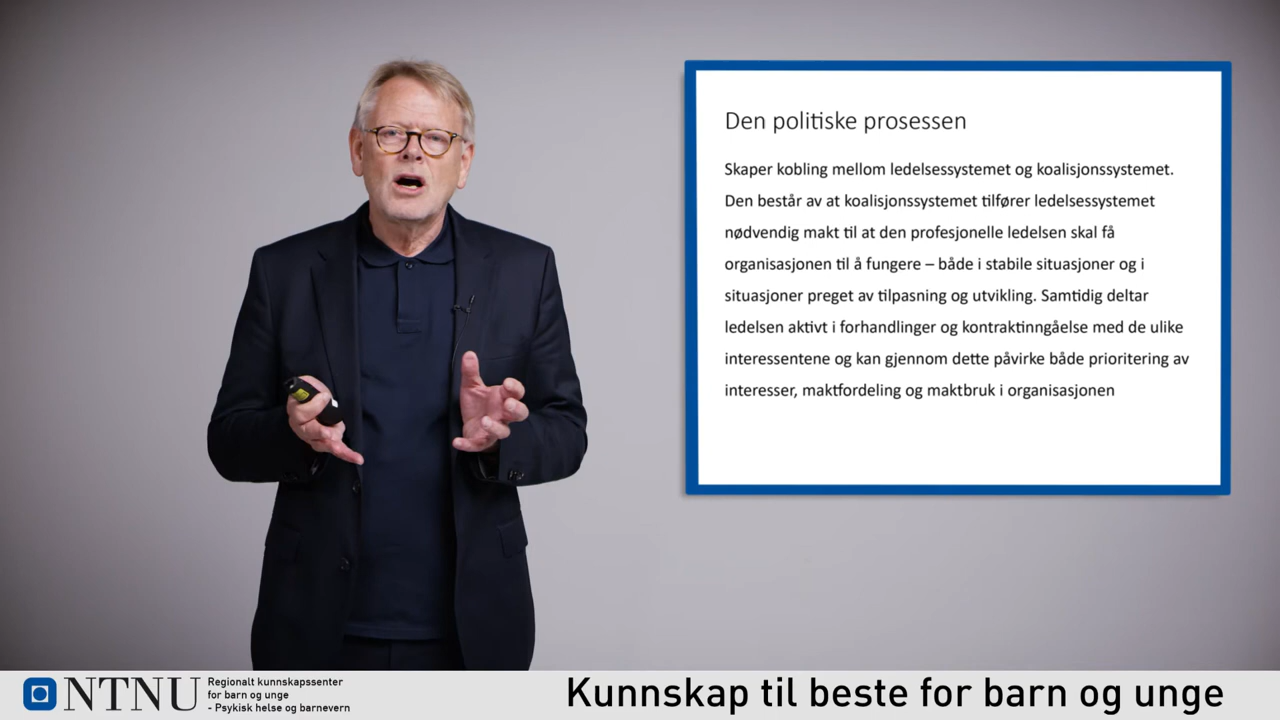 Den politiske prosessen
Skaper kobling mellom ledelsessystemet og koalisjonssystemet.
Den består av at koalisjonssystemet tilfører ledelsessystemet
nødvendig makt til at den profesjonelle ledelsen skal få
organisasjonen til å fungere – både i stabile situasjoner og i
situasjoner preget av tilpasning og utvikling. Samtidig deltar
ledelsen aktivt i forhandlinger og kontraktinngåelse med de ulike
interessentene og kan gjennom dette påvirke både prioritering av
interesser, maktfordeling og maktbruk i organisasjonen
NTNU
Regionalt kunnskapssenter
for barn og unge
- Psykisk helse og barnevern
Kunnskap til beste for barn og unge